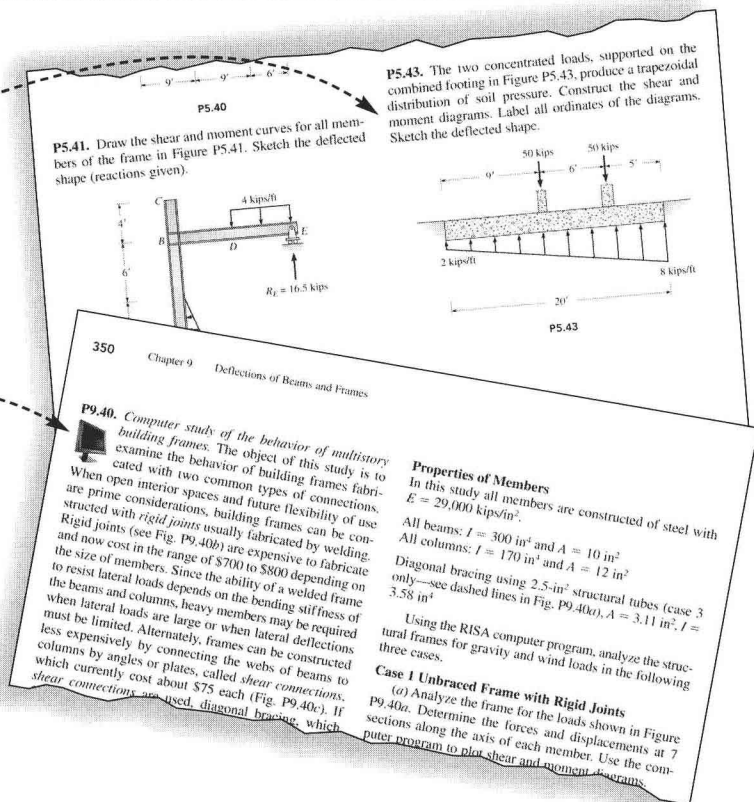 9' 9' 6'
P5.40
P5.41. Draw the shear and moment curves for all mem-
bers of the frame in Figure P5.41. Sketch the deflected
shape (reactions given).
C
4 kips/ft
4'
B
D
E
6'
R_E = 16.5 kips
P5.43. The two concentrated loads, supported on the
combined footing in Figure P5.43, produce a trapezoidal
distribution of soil pressure. Construct the shear and
moment diagrams. Label all ordinates of the diagrams.
Sketch the deflected shape.
50 kips 50 kips
9' 6' 5'
2 kips/ft
8 kips/ft
20'
P5.43
350 Chapter 9 Deflections of Beams and Frames
P9.40. Computer study of the behavior of multistory
building frames. The object of this study is to
examine the behavior of building frames fabri-
cated with two common types of connections.
When open interior spaces and future flexibility of use
are prime considerations, building frames can be con-
structed with rigid joints usually fabricated by welding.
Rigid joints (see Fig. P9.40b) are expensive to fabricate
and now cost in the range of $700 to $800 depending on
the size of members. Since the ability of a welded frame
to resist lateral loads depends on the bending stiffness of
the beams and columns, heavy members may be required
when lateral loads are large or when lateral deflections
must be limited. Alternately, frames can be constructed
less expensively by connecting the webs of beams to
columns by angles or plates, called shear connections,
which currently cost about $75 each (Fig. P9.40c). If
shear connections are used, diagonal bracing, which
Properties of Members
In this study all members are constructed of steel with
E = 29,000 kips/in².
All beams: I = 300 in⁴ and A = 10 in²
All columns: I = 170 in⁴ and A = 12 in²
Diagonal bracing using 2.5-in² structural tubes (case 3
only—see dashed lines in Fig. P9.40a), A = 3.11 in², I =
3.58 in⁴
Using the RISA computer program, analyze the struc-
tural frames for gravity and wind loads in the following
three cases.
Case 1 Unbraced Frame with Rigid Joints
(a) Analyze the frame for the loads shown in Figure
P9.40a. Determine the forces and displacements at 7
sections along the axis of each member. Use the com-
puter program to plot shear and moment diagrams.